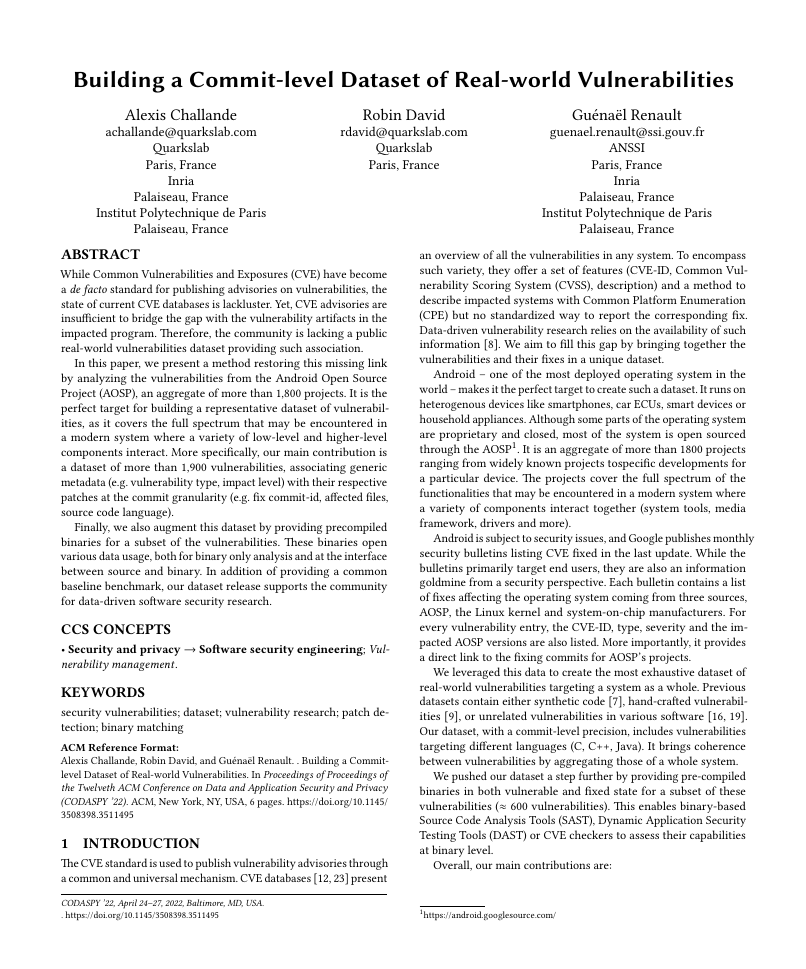 Building a Commit-level Dataset of Real-world Vulnerabilities
Alexis Challande
achallande@quarkslab.com
Quarkslab
Paris, France
Inria
Palaiseau, France
Institut Polytechnique de Paris
Palaiseau, France
Robin David
rdavid@quarkslab.com
Quarkslab
Paris, France
Guénaël Renault
guenael.renault@ssi.gouv.fr
ANSSI
Paris, France
Inria
Palaiseau, France
Institut Polytechnique de Paris
Palaiseau, France
ABSTRACT
While Common Vulnerabilities and Exposures (CVE) have become
a de facto standard for publishing advisories on vulnerabilities, the
state of current CVE databases is lackluster. Yet, CVE advisories are
insufficient to bridge the gap with the vulnerability artifacts in the
impacted program. Therefore, the community is lacking a public
real-world vulnerabilities dataset providing such association.
In this paper, we present a method restoring this missing link
by analyzing the vulnerabilities from the Android Open Source
Project (AOSP), an aggregate of more than 1,800 projects. It is the
perfect target for building a representative dataset of vulnerabil-
ities, as it covers the full spectrum that may be encountered in
a modern system where a variety of low-level and higher-level
components interact. More specifically, our main contribution is
a dataset of more than 1,900 vulnerabilities, associating generic
metadata (e.g. vulnerability type, impact level) with their respective
patches at the commit granularity (e.g. fix commit-id, affected files,
source code language).
Finally, we also augment this dataset by providing precompiled
binaries for a subset of the vulnerabilities. These binaries open
various data usage, both for binary only analysis and at the interface
between source and binary. In addition of providing a common
baseline benchmark, our dataset release supports the community
for data-driven software security research.
CCS CONCEPTS
• Security and privacy → Software security engineering; Vul-
nerability management.
KEYWORDS
security vulnerabilities; dataset; vulnerability research; patch de-
tection; binary matching
ACM Reference Format:
Alexis Challande, Robin David, and Guénaël Renault. . Building a Commit-
level Dataset of Real-world Vulnerabilities. In Proceedings of Proceedings of
the Twelveth ACM Conference on Data and Application Security and Privacy
(CODASPY '22). ACM, New York, NY, USA, 6 pages. https://doi.org/10.1145/
3508398.3511495
1 INTRODUCTION
The CVE standard is used to publish vulnerability advisories through
a common and universal mechanism. CVE databases [12, 23] present
CODASPY '22, April 24–27, 2022, Baltimore, MD, USA.
. https://doi.org/10.1145/3508398.3511495
an overview of all the vulnerabilities in any system. To encompass
such variety, they offer a set of features (CVE-ID, Common Vul-
nerability Scoring System (CVSS), description) and a method to
describe impacted systems with Common Platform Enumeration
(CPE) but no standardized way to report the corresponding fix.
Data-driven vulnerability research relies on the availability of such
information [8]. We aim to fill this gap by bringing together the
vulnerabilities and their fixes in a unique dataset.
Android – one of the most deployed operating system in the
world – makes it the perfect target to create such a dataset. It runs on
heterogenous devices like smartphones, car ECUs, smart devices or
household appliances. Although some parts of the operating system
are proprietary and closed, most of the system is open sourced
through the AOSP1. It is an aggregate of more than 1800 projects
ranging from widely known projects tospecific developments for
a particular device. The projects cover the full spectrum of the
functionalities that may be encountered in a modern system where
a variety of components interact together (system tools, media
framework, drivers and more).
Android is subject to security issues, and Google publishes monthly
security bulletins listing CVE fixed in the last update. While the
bulletins primarily target end users, they are also an information
goldmine from a security perspective. Each bulletin contains a list
of fixes affecting the operating system coming from three sources,
AOSP, the Linux kernel and system-on-chip manufacturers. For
every vulnerability entry, the CVE-ID, type, severity and the im-
pacted AOSP versions are also listed. More importantly, it provides
a direct link to the fixing commits for AOSP's projects.
We leveraged this data to create the most exhaustive dataset of
real-world vulnerabilities targeting a system as a whole. Previous
datasets contain either synthetic code [7], hand-crafted vulnerabil-
ities [9], or unrelated vulnerabilities in various software [16, 19].
Our dataset, with a commit-level precision, includes vulnerabilities
targeting different languages (C, C++, Java). It brings coherence
between vulnerabilities by aggregating those of a whole system.
We pushed our dataset a step further by providing pre-compiled
binaries in both vulnerable and fixed state for a subset of these
vulnerabilities (≈ 600 vulnerabilities). This enables binary-based
Source Code Analysis Tools (SAST), Dynamic Application Security
Testing Tools (DAST) or CVE checkers to assess their capabilities
at binary level.
Overall, our main contributions are:
1https://android.googlesource.com/